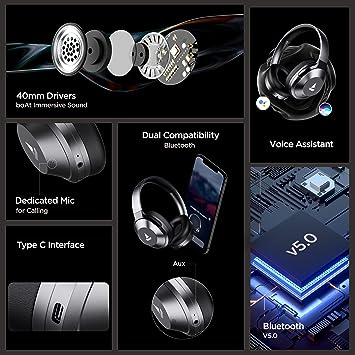 40mm Drivers
boAt Immersive Sound
Voice Assistant
Dedicated Mic
for Calling
Dual Compatibility
Bluetooth
Aux
Type C Interface
v5.0
Bluetooth
V5.0